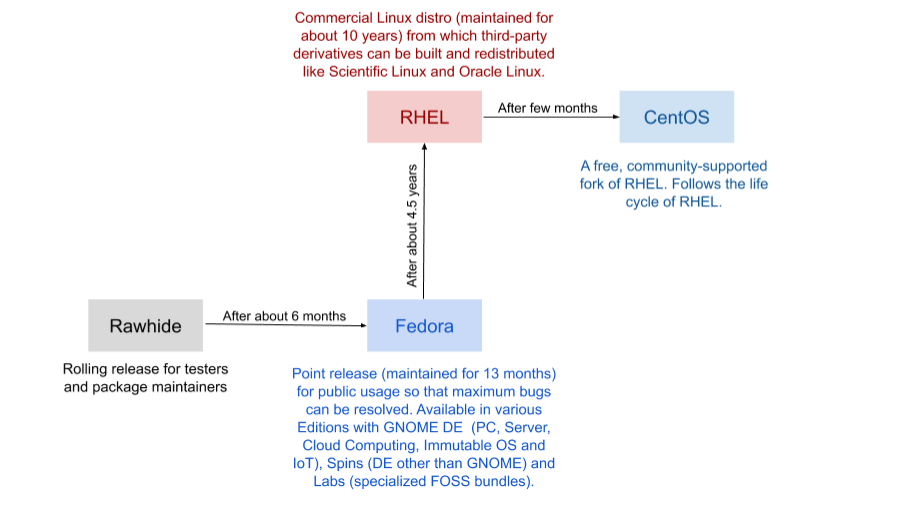 Commercial Linux distro (maintained for
about 10 years) from which third-party
derivatives can be built and redistributed
like Scientific Linux and Oracle Linux.
RHEL
After few months
CentOS
A free, community-supported
fork of RHEL. Follows the life
cycle of RHEL.
After about 4.5 years
Rawhide
After about 6 months
Fedora
Rolling release for testers
and package maintainers
Point release (maintained for 13 months)
for public usage so that maximum bugs
can be resolved. Available in various
Editions with GNOME DE (PC, Server,
Cloud Computing, Immutable OS and
IoT), Spins (DE other than GNOME) and
Labs (specialized FOSS bundles).